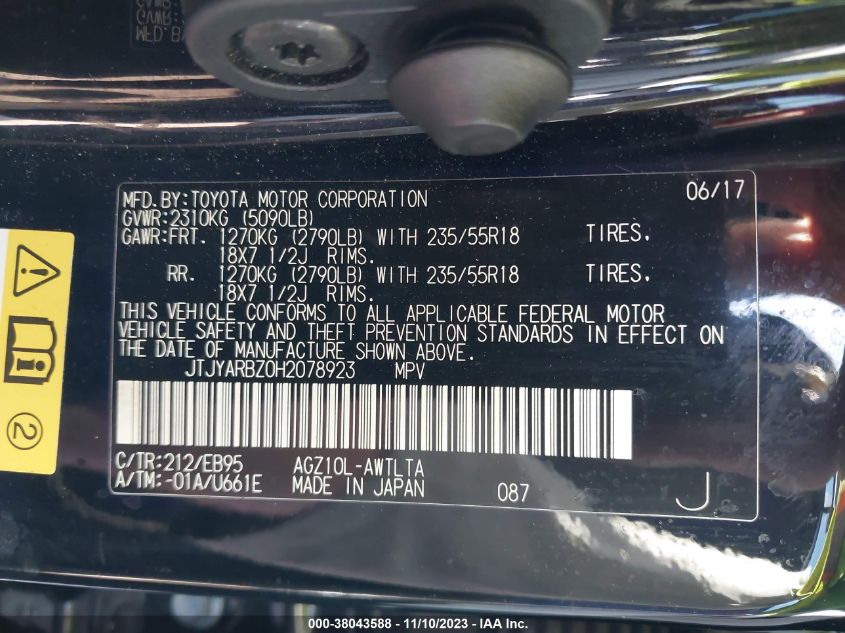 MFD. BY:TOYOTA MOTOR CORPORATION 06/17
GVWR:2310KG (5090LB)
GAWR:FRT. 1270KG (2790LB) WITH 235/55R18 TIRES.
18X7 1/2J RIMS.
RR. 1270KG (2790LB) WITH 235/55R18 TIRES.
18X7 1/2J RIMS.
THIS VEHICLE CONFORMS TO ALL APPLICABLE FEDERAL MOTOR
VEHICLE SAFETY AND THEFT PREVENTION STANDARDS IN EFFECT ON
THE DATE OF MANUFACTURE SHOWN ABOVE.
JTJYARBZ0H2078923 MPV
C/TR:212/EB95 AGZ10L-AWTLTA
A/TM:-01A/U661E MADE IN JAPAN 087 J
2
000-38043588 - 11/10/2023 - IAA Inc.